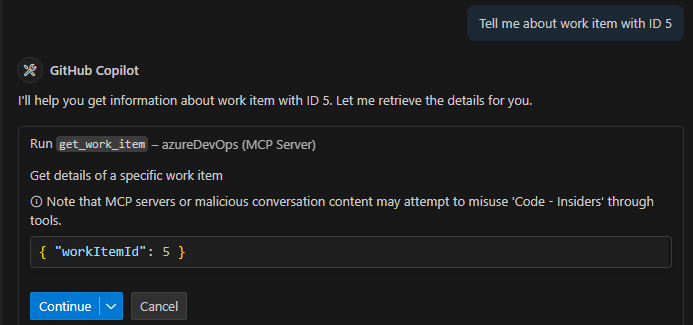 Tell me about work item with ID 5
GitHub Copilot
I'll help you get information about work item with ID 5. Let me retrieve the details for you.
Run get_work_item – azureDevOps (MCP Server)
Get details of a specific work item
Note that MCP servers or malicious conversation content may attempt to misuse 'Code - Insiders' through
tools.
{ "workItemId": 5 }
Continue
Cancel